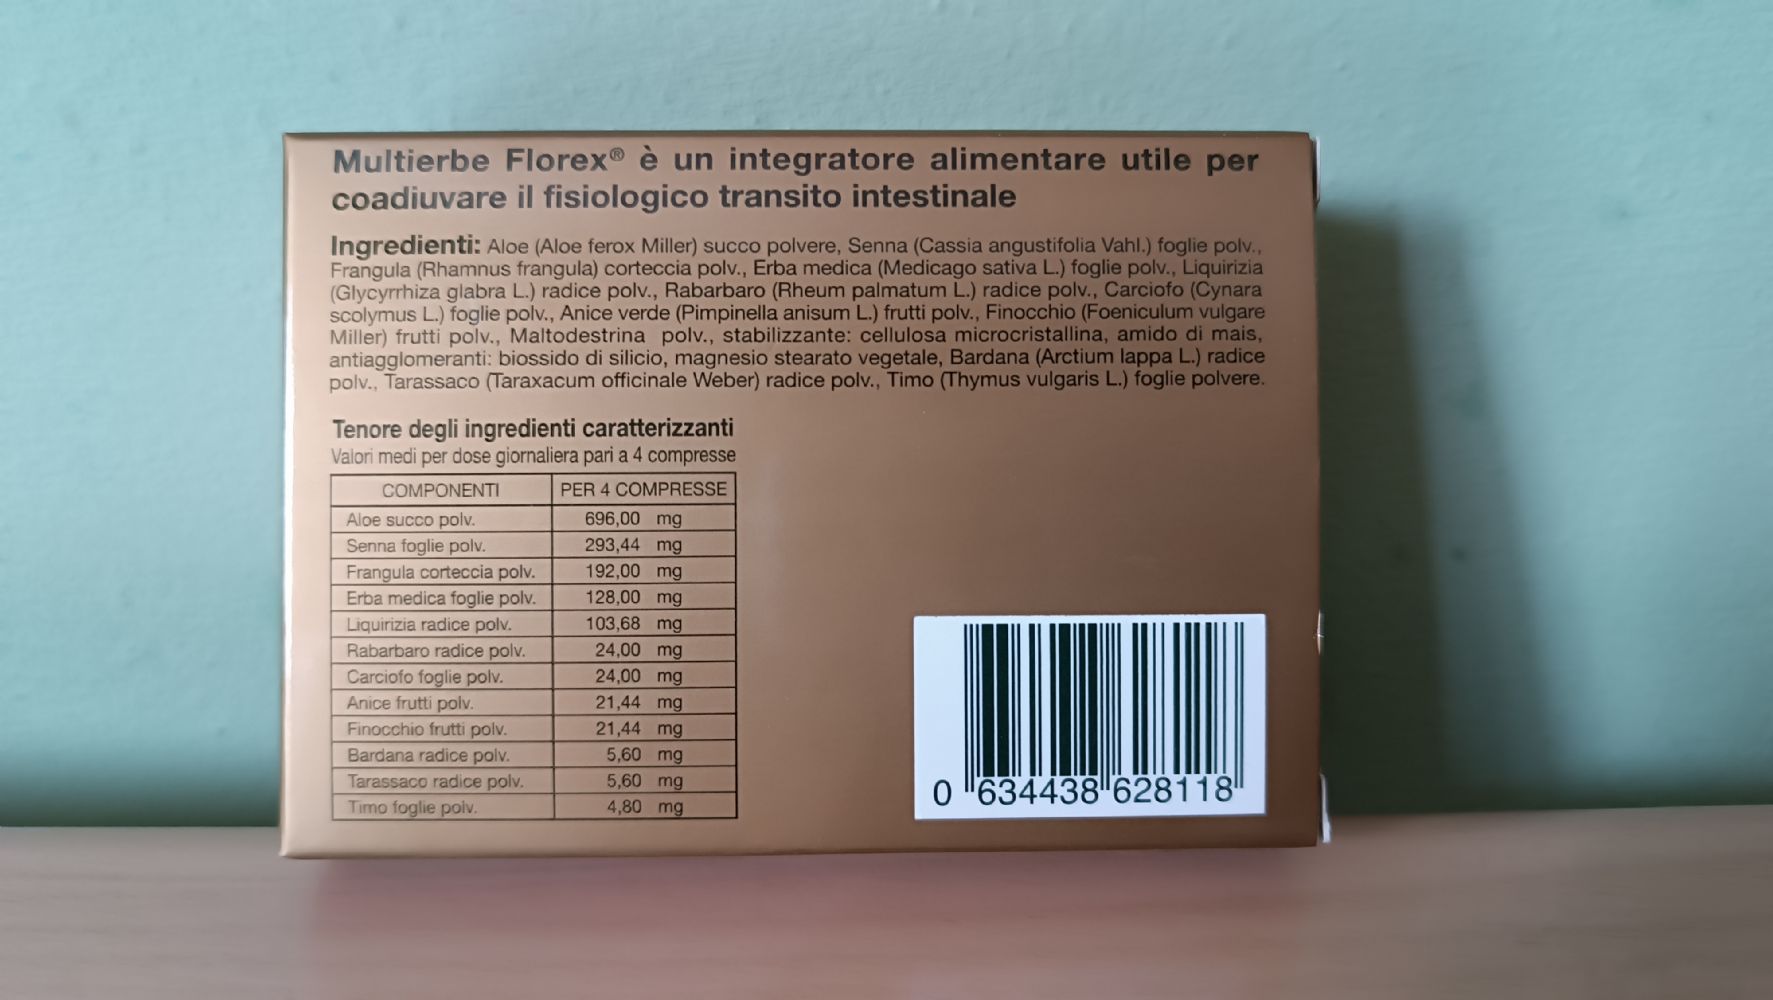 Multierbe Florex® è un integratore alimentare utile per
coadiuvare il fisiologico transito intestinale
Ingredienti: Aloe (Aloe ferox Miller) succo polvere, Senna (Cassia angustifolia Vahl.) foglie polv.,
Frangula (Rhamnus frangula) corteccia polv., Erba medica (Medicago sativa L.) foglie polv., Liquirizia
(Glycyrrhiza glabra L.) radice polv., Rabarbaro (Rheum palmatum L.) radice polv., Carciofo (Cynara
scolymus L.) foglie polv., Anice verde (Pimpinella anisum L.) frutti polv., Finocchio (Foeniculum vulgare
Miller) frutti polv., Maltodestrina polv., stabilizzante: cellulosa microcristallina, amido di mais,
antiagglomeranti: biossido di silicio, magnesio stearato vegetale, Bardana (Arctium lappa L.) radice
polv., Tarassaco (Taraxacum officinale Weber) radice polv., Timo (Thymus vulgaris L.) foglie polvere.
Tenore degli ingredienti caratterizzanti
Valori medi per dose giornaliera pari a 4 compresse
COMPONENTI PER 4 COMPRESSE
Aloe succo polv. 696,00 mg
Senna foglie polv. 293,44 mg
Frangula corteccia polv. 192,00 mg
Erba medica foglie polv. 128,00 mg
Liquirizia radice polv. 103,68 mg
Rabarbaro radice polv. 24,00 mg
Carciofo foglie polv. 24,00 mg
Anice frutti polv. 21,44 mg
Finocchio frutti polv. 21,44 mg
Bardana radice polv. 5,60 mg
Tarassaco radice polv. 5,60 mg
Timo foglie polv. 4,80 mg
0 634438 628118